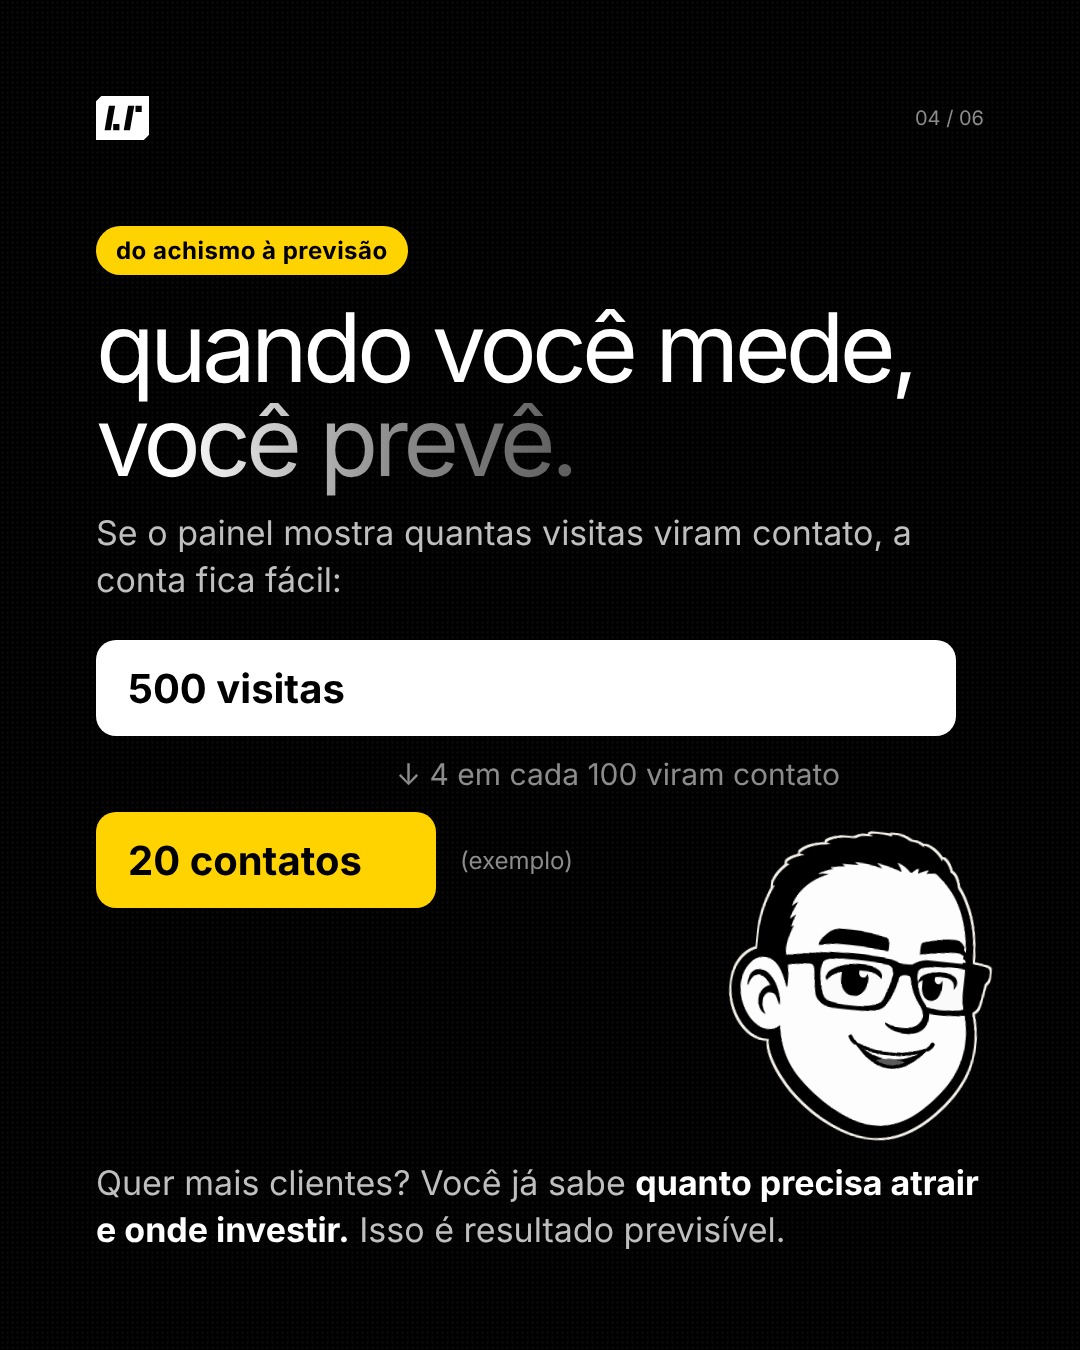 LR
04 / 06
do achismo à previsão
quando você mede,
você prevê.
Se o painel mostra quantas visitas viram contato, a
conta fica fácil:
500 visitas
↓ 4 em cada 100 viram contato
20 contatos
(exemplo)
Quer mais clientes? Você já sabe quanto precisa atrair
e onde investir. Isso é resultado previsível.